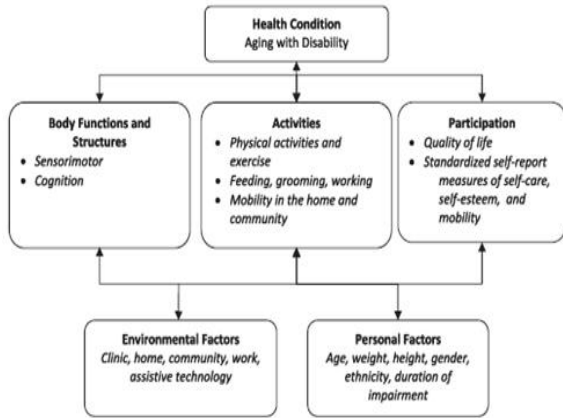 Health Condition
Aging with Disability
Body Functions and
Structures
• Sensorimotor
• Cognition
Activities
• Physical activities and
exercise
• Feeding, grooming, working
• Mobility in the home and
community
Participation
• Quality of life
• Standardized self-report
measures of self-care,
self-esteem, and
mobility
Environmental Factors
Clinic, home, community, work,
assistive technology
Personal Factors
Age, weight, height, gender,
ethnicity, duration of
impairment